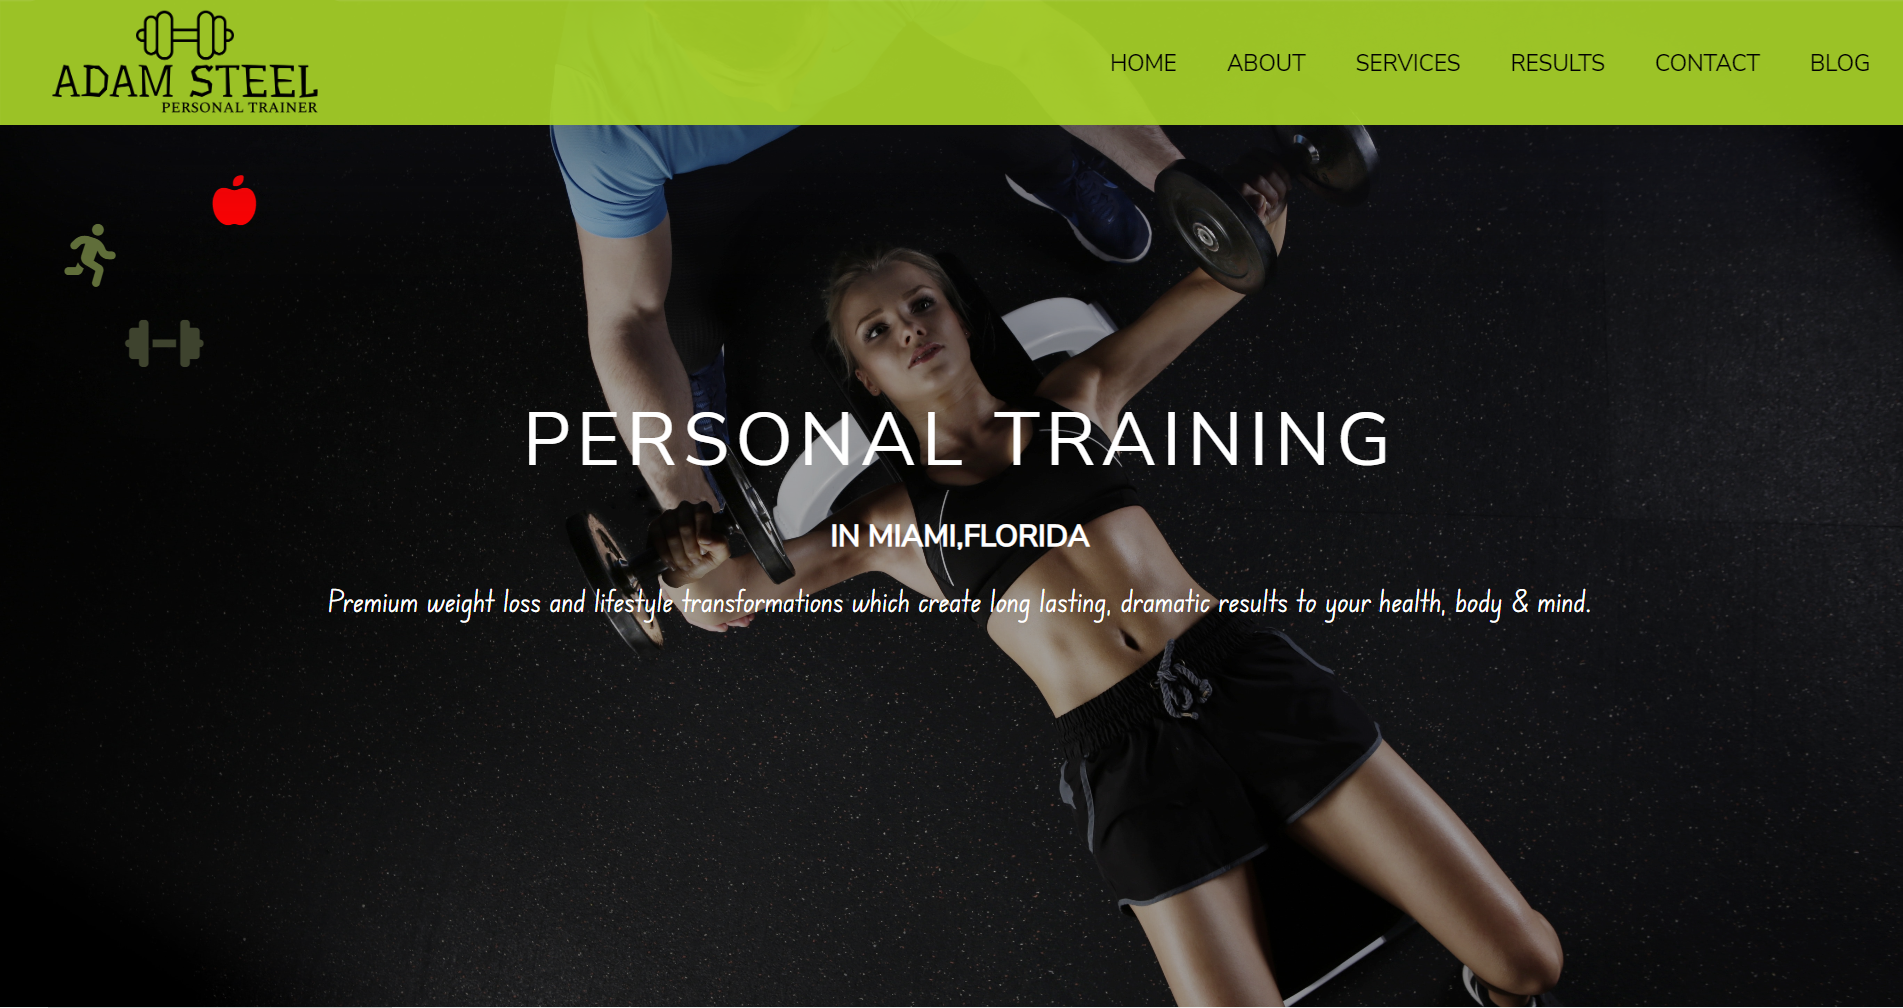 ADAM STEEL
PERSONAL TRAINER
HOME ABOUT SERVICES RESULTS CONTACT BLOG
PERSONAL TRAINING
IN MIAMI,FLORIDA
Premium weight loss and lifestyle transformations which create long lasting, dramatic results to your health, body & mind.